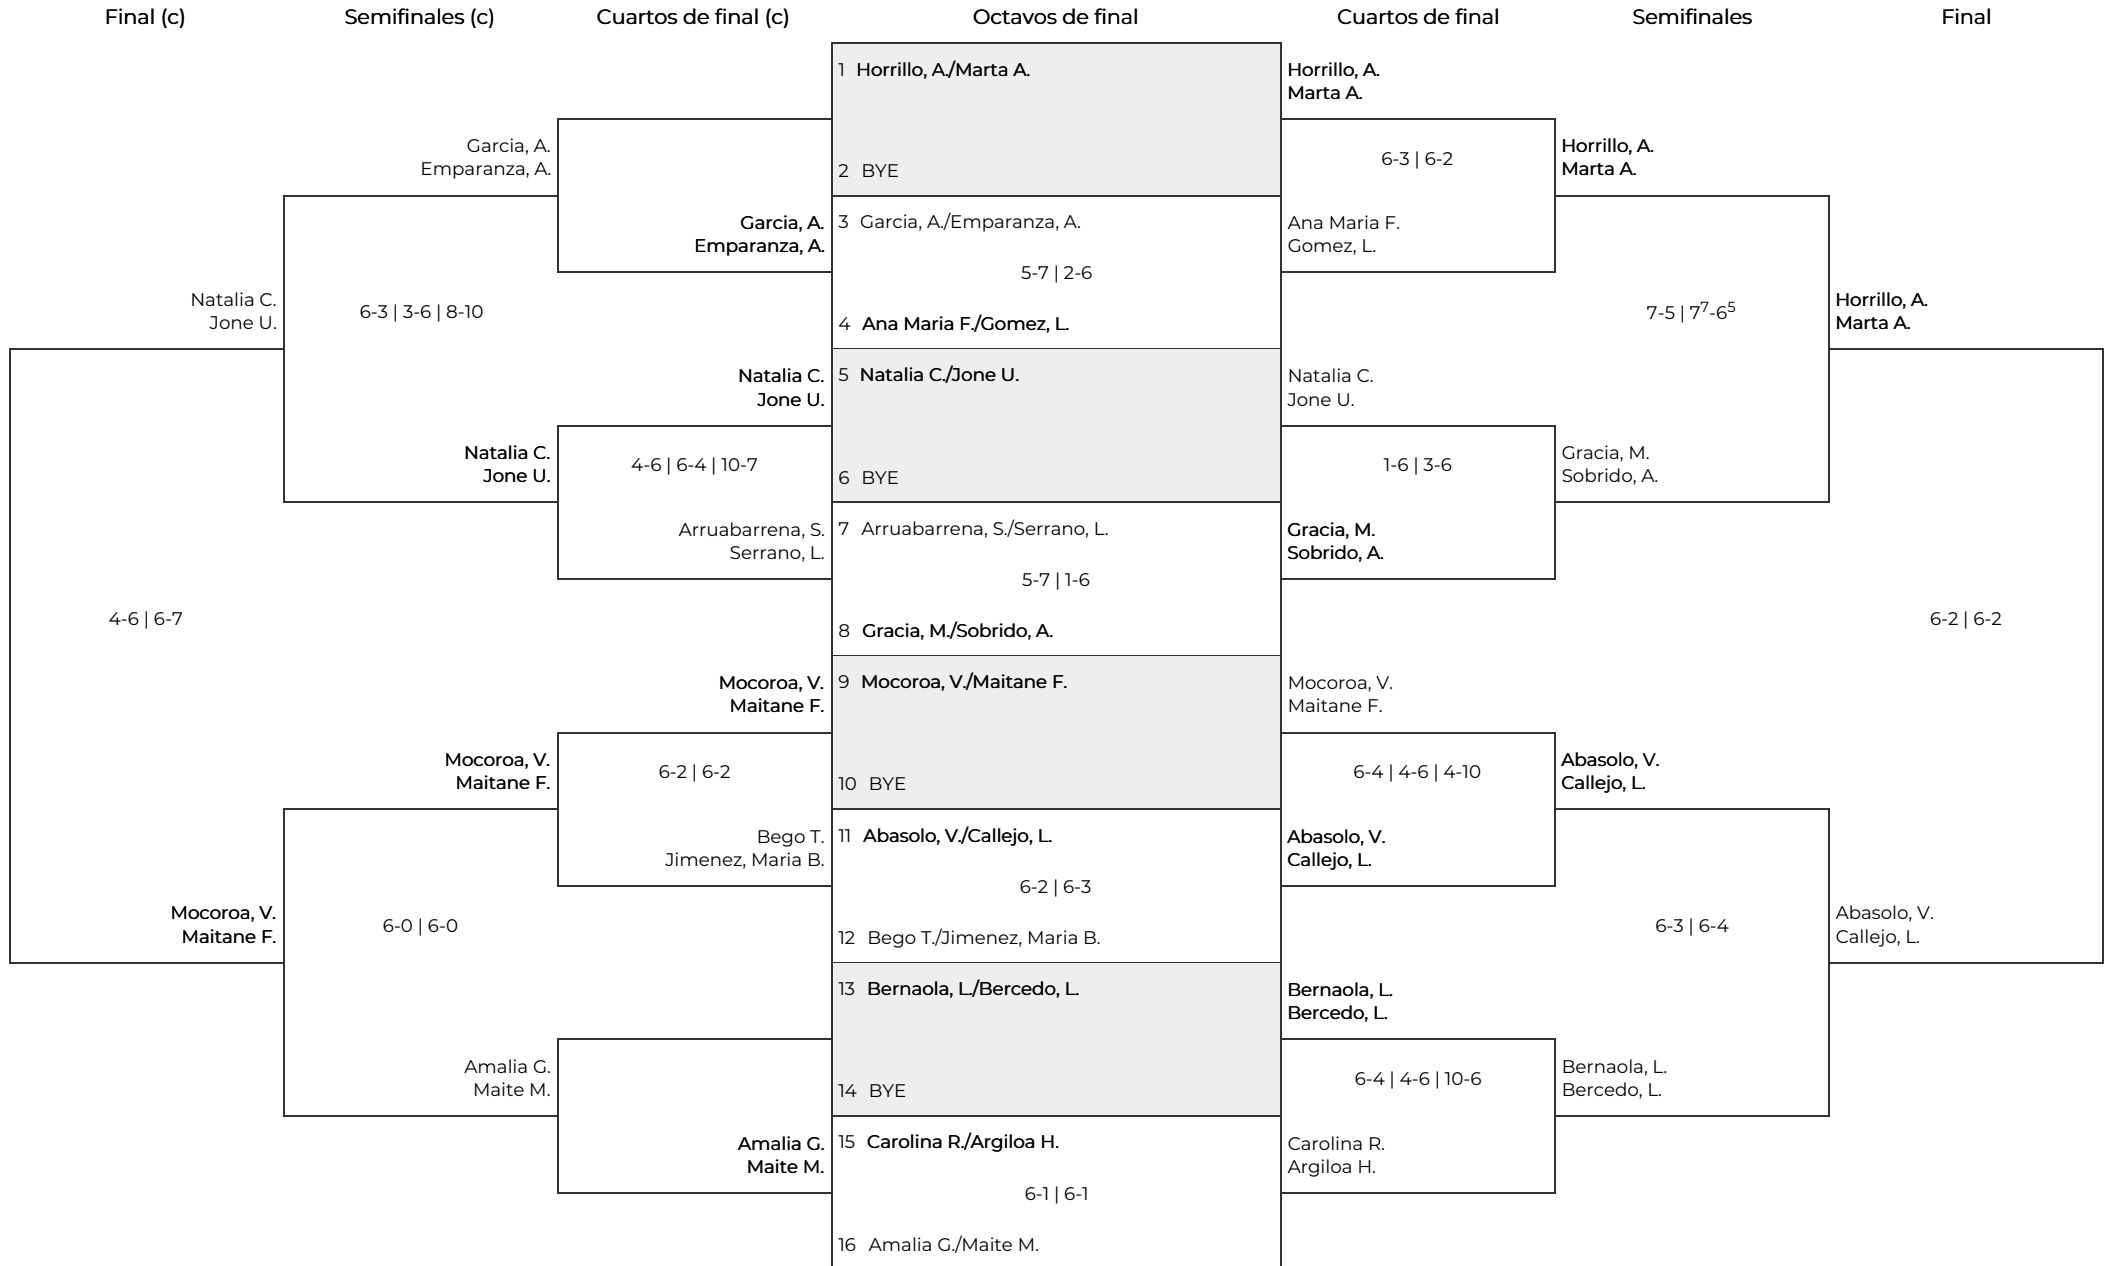 Final (c)
Semifinales (c)
Cuartos de final (c)
Octavos de final
Cuartos de final
Semifinales
Final
Natalia C.
Jone U.
4-6 | 6-7
Mocoroa, V.
Maitane F.
Garcia, A.
Emparanza, A.
6-3 | 3-6 | 8-10
Natalia C.
Jone U.
Mocoroa, V.
Maitane F.
6-0 | 6-0
Amalia G.
Maite M.
Garcia, A.
Emparanza, A.
Natalia C.
Jone U.
4-6 | 6-4 | 10-7
Arruabarrena, S.
Serrano, L.
Mocoroa, V.
Maitane F.
6-2 | 6-2
Bego T.
Jimenez, Maria B.
Amalia G.
Maite M.
1 Horrillo, A./Marta A.
2 BYE
3 Garcia, A./Emparanza, A.
5-7 | 2-6
4 Ana Maria F./Gomez, L.
5 Natalia C./Jone U.
6 BYE
7 Arruabarrena, S./Serrano, L.
5-7 | 1-6
8 Gracia, M./Sobrido, A.
9 Mocoroa, V./Maitane F.
10 BYE
11 Abasolo, V./Callejo, L.
6-2 | 6-3
12 Bego T./Jimenez, Maria B.
13 Bernaola, L./Bercedo, L.
14 BYE
15 Carolina R./Argiloa H.
6-1 | 6-1
16 Amalia G./Maite M.
Horrillo, A.
Marta A.
6-3 | 6-2
Ana Maria F.
Gomez, L.
Natalia C.
Jone U.
1-6 | 3-6
Gracia, M.
Sobrido, A.
Mocoroa, V.
Maitane F.
6-4 | 4-6 | 4-10
Abasolo, V.
Callejo, L.
Bernaola, L.
Bercedo, L.
6-4 | 4-6 | 10-6
Carolina R.
Argiloa H.
Horrillo, A.
Marta A.
7-5 | 7⁷-6⁵
Gracia, M.
Sobrido, A.
Abasolo, V.
Callejo, L.
6-3 | 6-4
Bernaola, L.
Bercedo, L.
Horrillo, A.
Marta A.
6-2 | 6-2
Abasolo, V.
Callejo, L.